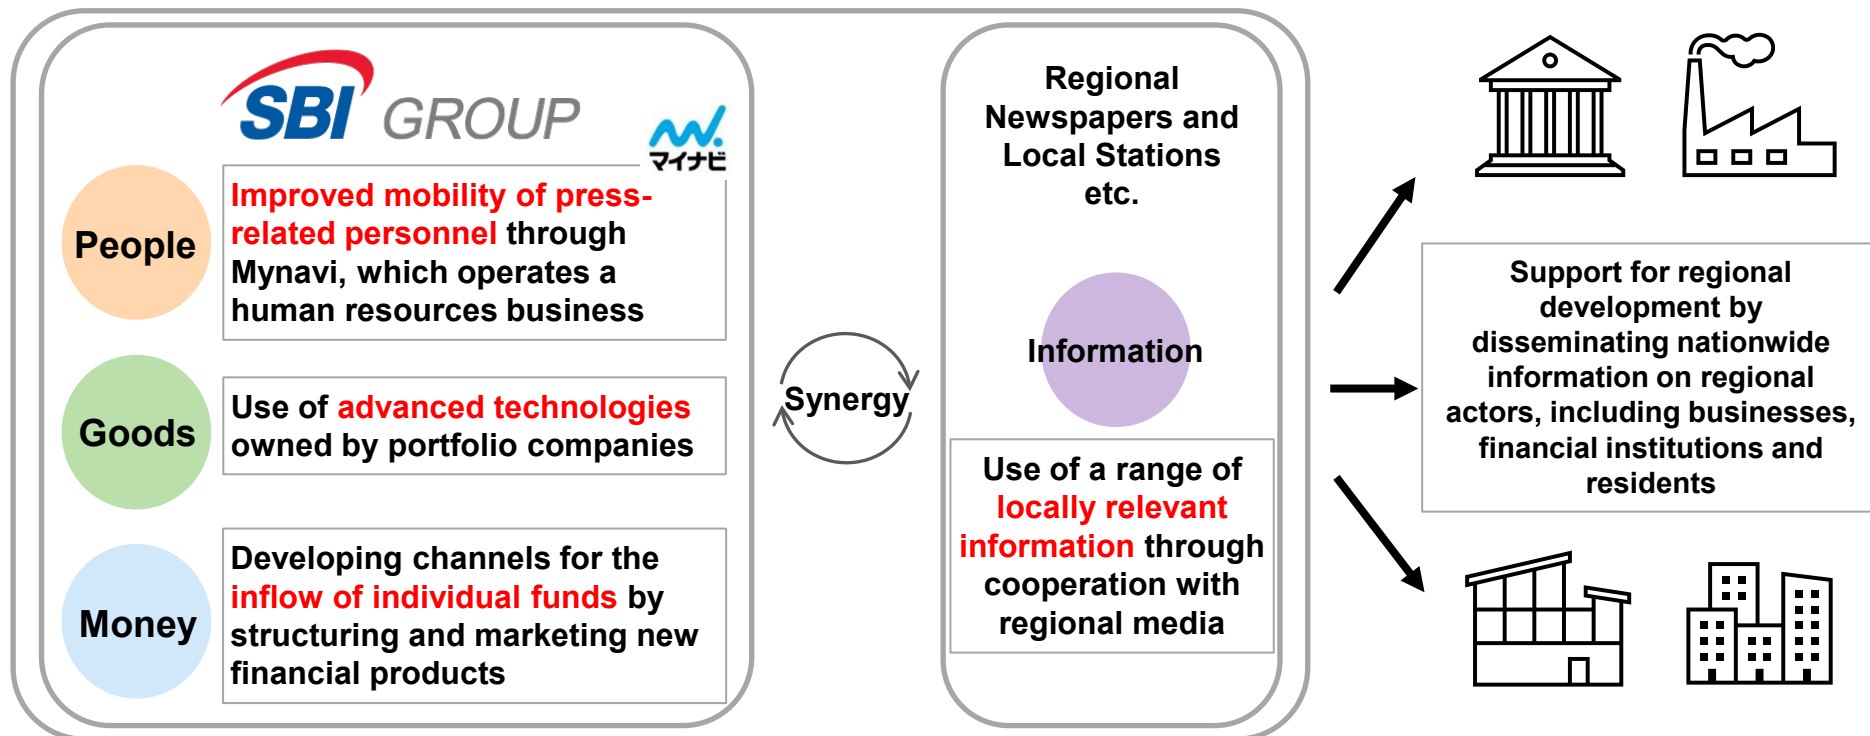 SBI GROUP
マイナビ
People
Improved mobility of press-
related personnel through
Mynavi, which operates a
human resources business
Goods
Use of advanced technologies
owned by portfolio companies
Money
Developing channels for the
inflow of individual funds by
structuring and marketing new
financial products
Synergy
Regional
Newspapers and
Local Stations
etc.
Information
Use of a range of
locally relevant
information through
cooperation with
regional media
Support for regional
development by
disseminating nationwide
information on regional
actors, including businesses,
financial institutions and
residents